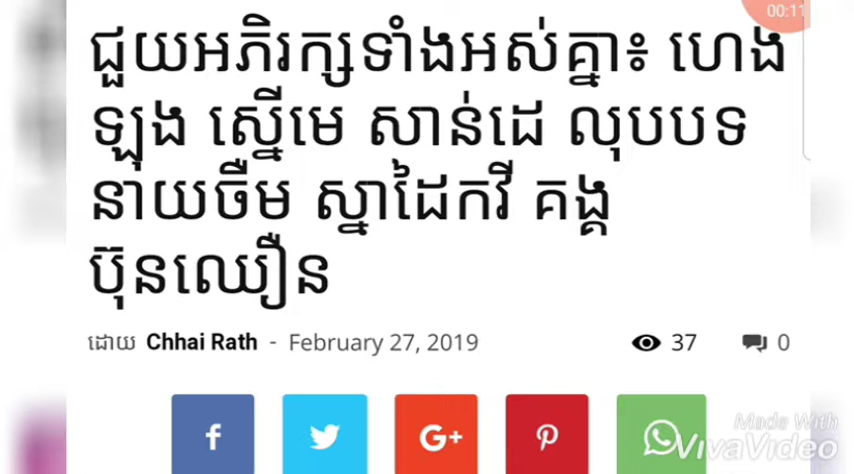 00:11
ជួយអភិរក្សទាំងអស់គ្នា៖ ហេង
ឡុង ស្នើមេ សាន់ដេ លុបបទ
នាយចឺម ស្នាដៃកវី គង្គ
ប៊ុនឈឿន
ដោយ Chhai Rath - February 27, 2019 37 0
f G+
Made With
VivaVideo